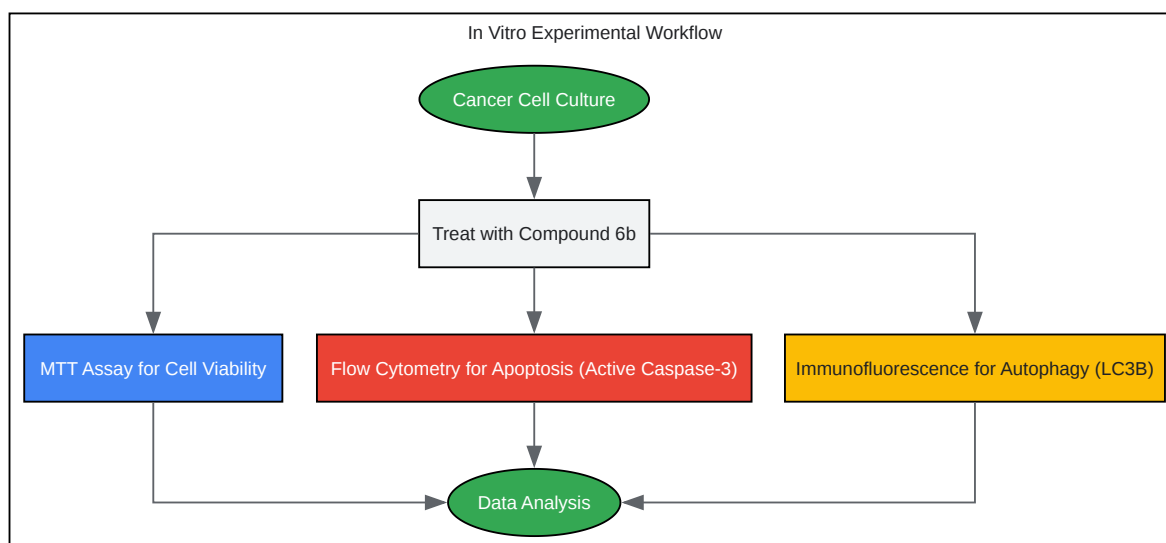 In Vitro Experimental Workflow
Cancer Cell Culture
Treat with Compound 6b
MTT Assay for Cell Viability
Flow Cytometry for Apoptosis (Active Caspase-3)
Immunofluorescence for Autophagy (LC3B)
Data Analysis